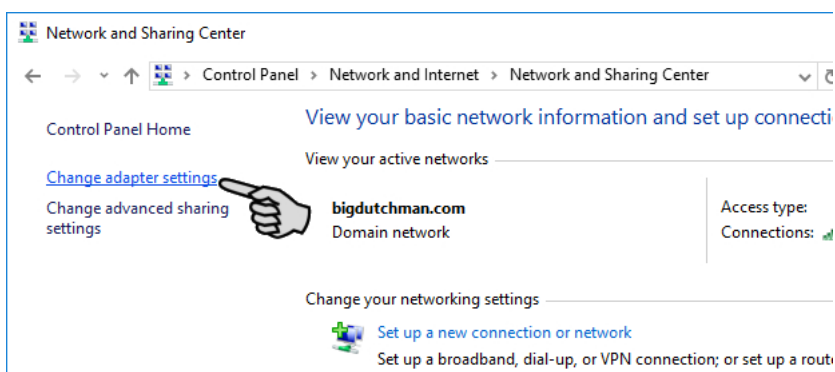 Network and Sharing Center
Control Panel > Network and Internet > Network and Sharing Center
Control Panel Home
Change adapter settings
Change advanced sharing
settings
View your basic network information and set up
View your active networks
bigdutchman.com
Domain network
Access type:
Connections:
Change your networking settings
Set up a new connection or network
Set up a broadband, dial-up, or VPN connection; or set up a